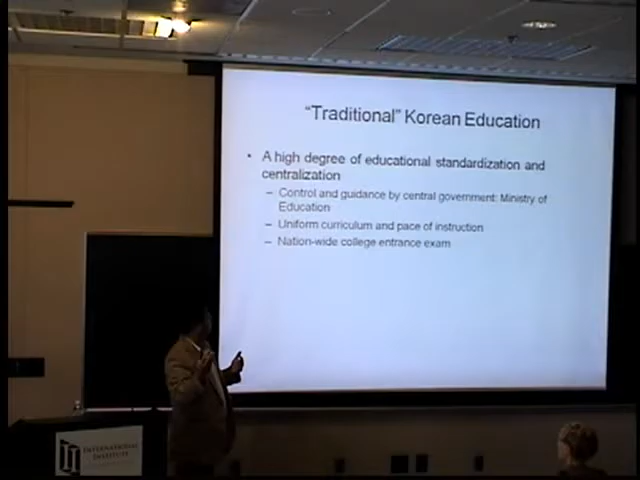 "Traditional" Korean Education
• A high degree of educational standardization and
centralization
– Control and guidance by central government: Ministry of
Education
– Uniform curriculum and pace of instruction
– Nation-wide college entrance exam
INTERNATIONAL
INSTITUTE